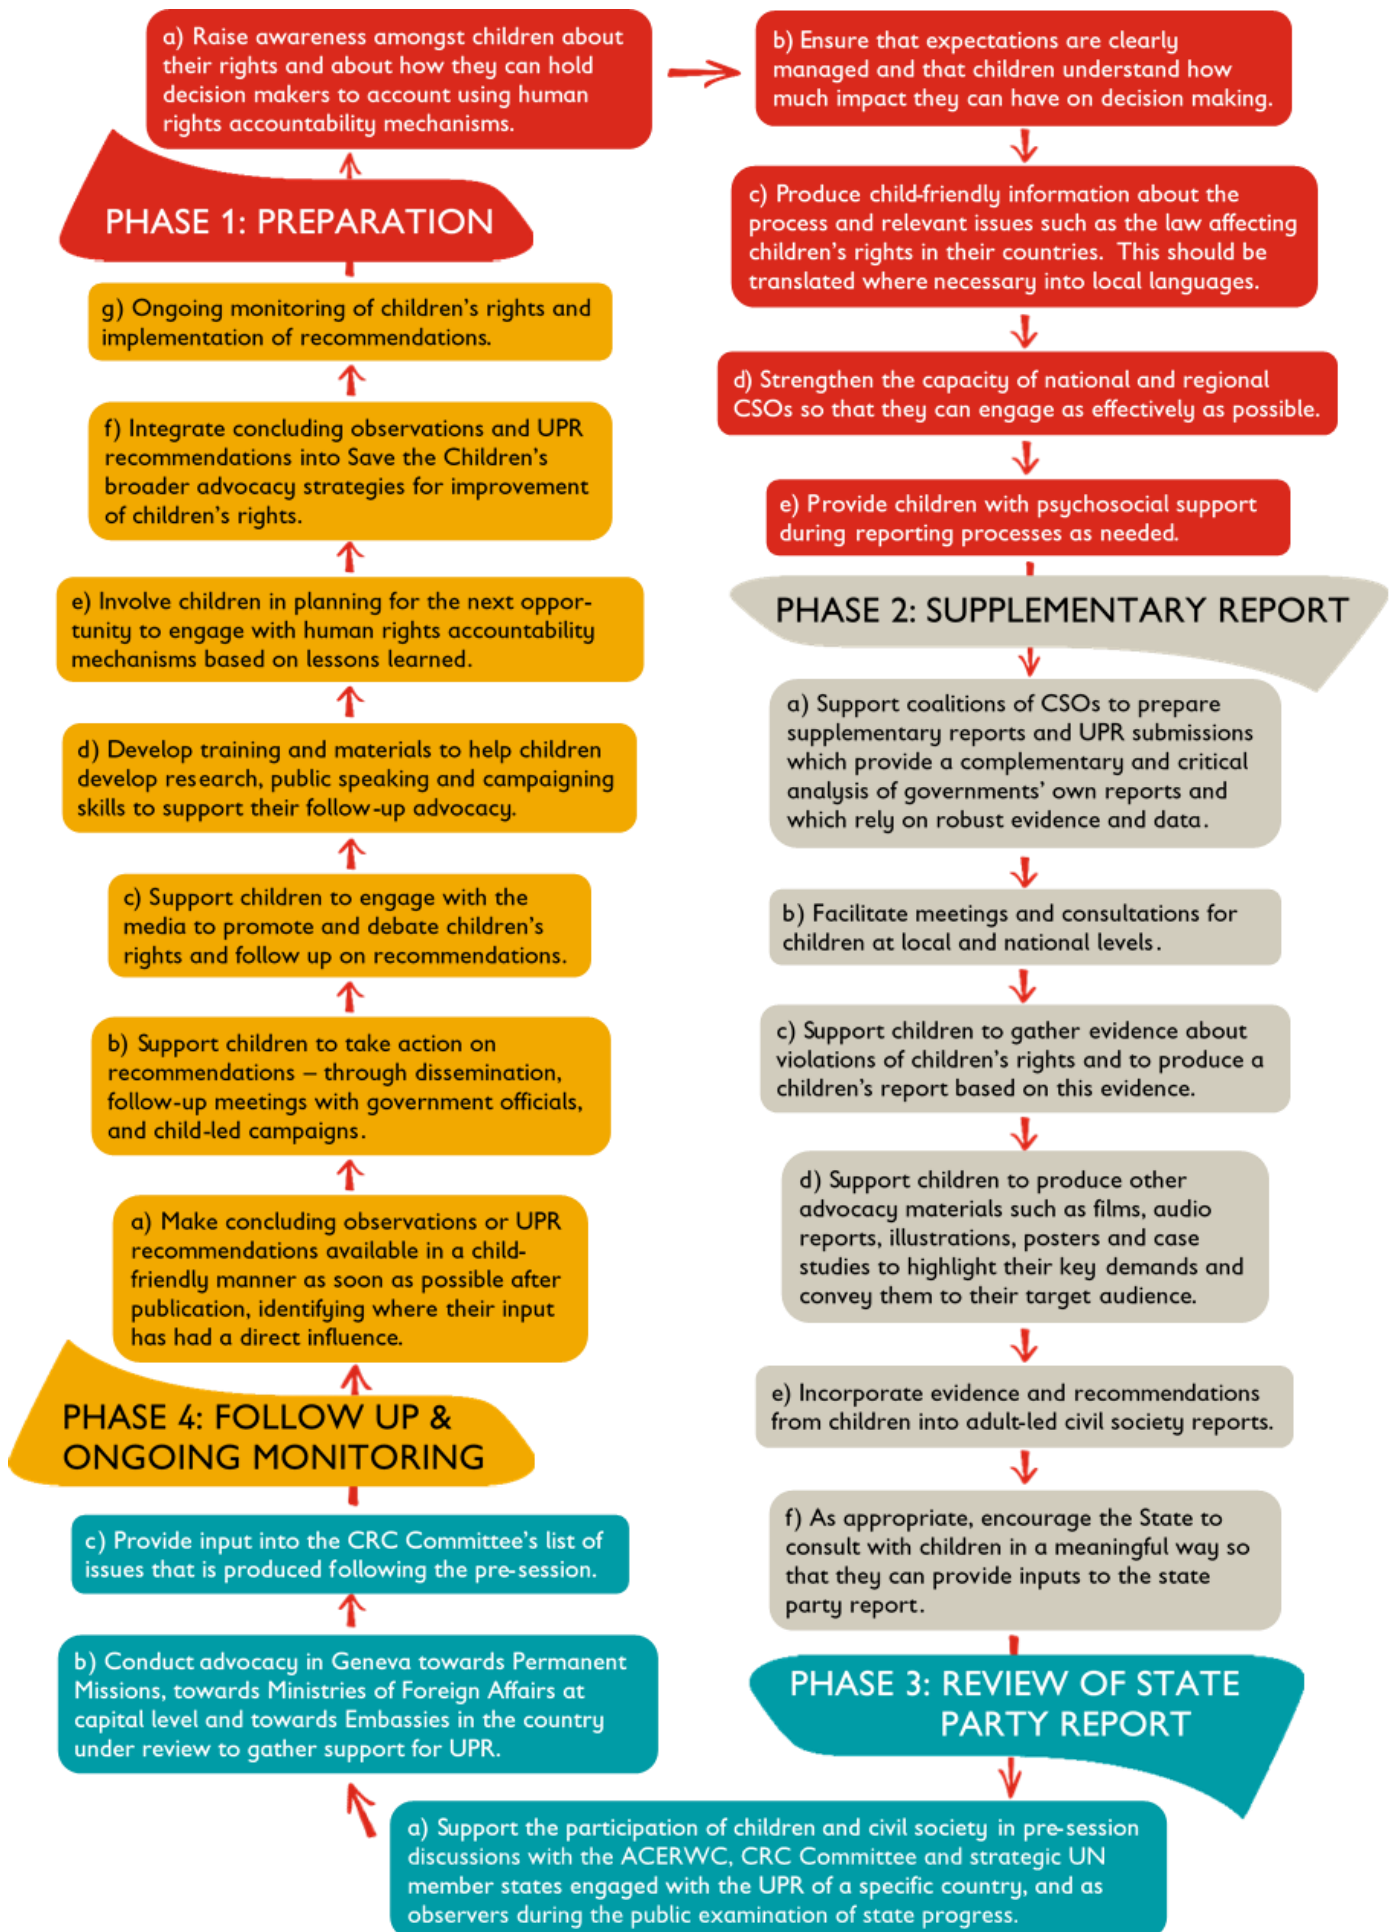 PHASE 1: PREPARATION
a) Raise awareness amongst children about
their rights and about how they can hold
decision makers to account using human
rights accountability mechanisms.
b) Ensure that expectations are clearly
managed and that children understand how
much impact they can have on decision making.
c) Produce child-friendly information about the
process and relevant issues such as the law affecting
children's rights in their countries.  This should be
translated where necessary into local languages.
d) Strengthen the capacity of national and regional
CSOs so that they can engage as effectively as possible.
e) Provide children with psychosocial support
during reporting processes as needed.
PHASE 2: SUPPLEMENTARY REPORT
a) Support coalitions of CSOs to prepare
supplementary reports and UPR submissions
which provide a complementary and critical
analysis of governments' own reports and
which rely on robust evidence and data.
b) Facilitate meetings and consultations for
children at local and national levels.
c) Support children to gather evidence about
violations of children's rights and to produce a
children's report based on this evidence.
d) Support children to produce other
advocacy materials such as films, audio
reports, illustrations, posters and case
studies to highlight their key demands and
convey them to their target audience.
e) Incorporate evidence and recommendations
from children into adult-led civil society reports.
f) As appropriate, encourage the State to
consult with children in a meaningful way so
that they can provide inputs to the state
party report.
PHASE 3: REVIEW OF STATE
PARTY REPORT
a) Support the participation of children and civil society in pre-session
discussions with the ACERWC, CRC Committee and strategic UN
member states engaged with the UPR of a specific country, and as
observers during the public examination of state progress.
b) Conduct advocacy in Geneva towards Permanent
Missions, towards Ministries of Foreign Affairs at
capital level and towards Embassies in the country
under review to gather support for UPR.
c) Provide input into the CRC Committee's list of
issues that is produced following the pre-session.
PHASE 4: FOLLOW UP &
ONGOING MONITORING
a) Make concluding observations or UPR
recommendations available in a child-
friendly manner as soon as possible after
publication, identifying where their input
has had a direct influence.
b) Support children to take action on
recommendations – through dissemination,
follow-up meetings with government officials,
and child-led campaigns.
c) Support children to engage with the
media to promote and debate children's
rights and follow up on recommendations.
d) Develop training and materials to help children
develop research, public speaking and campaigning
skills to support their follow-up advocacy.
e) Involve children in planning for the next oppor-
tunity to engage with human rights accountability
mechanisms based on lessons learned.
f) Integrate concluding observations and UPR
recommendations into Save the Children's
broader advocacy strategies for improvement
of children's rights.
g) Ongoing monitoring of children's rights and
implementation of recommendations.